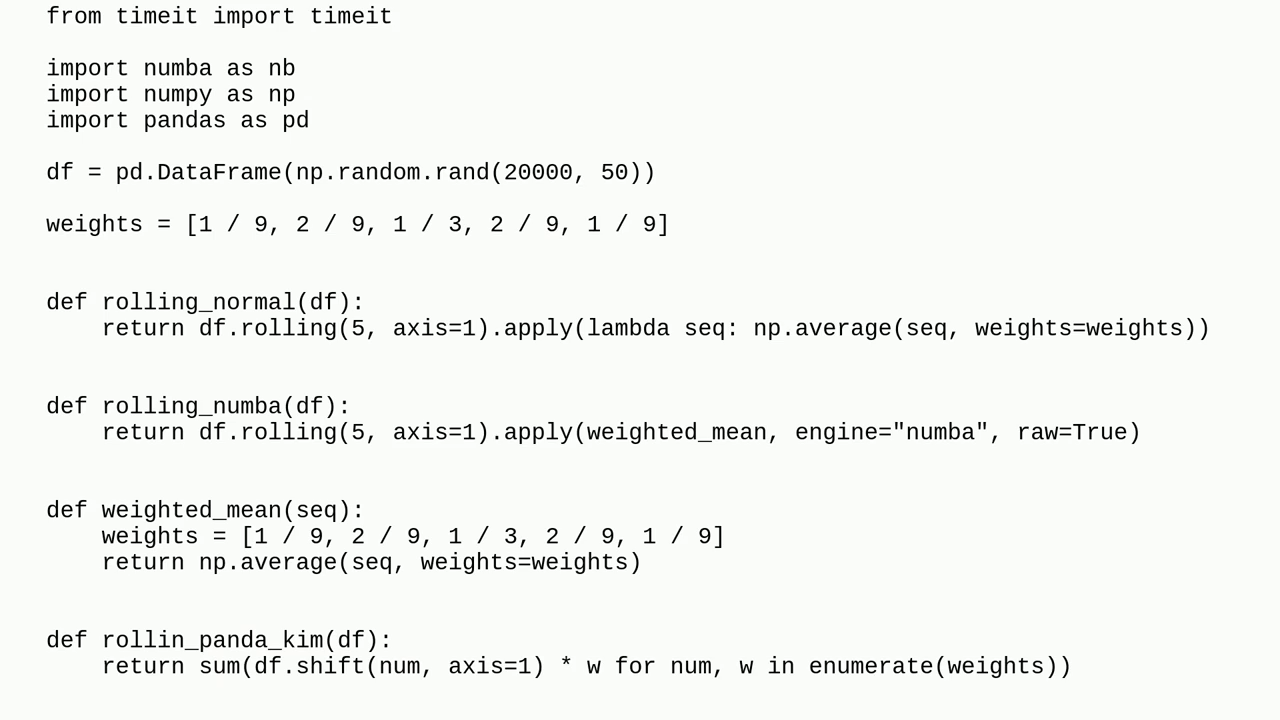 from timeit import timeit
import numba as nb
import numpy as np
import pandas as pd
df = pd.DataFrame(np.random.rand(20000, 50))
weights = [1 / 9, 2 / 9, 1 / 3, 2 / 9, 1 / 9]
def rolling_normal(df):
    return df.rolling(5, axis=1).apply(lambda seq: np.average(seq, weights=weights))
def rolling_numba(df):
    return df.rolling(5, axis=1).apply(weighted_mean, engine="numba", raw=True)
def weighted_mean(seq):
    weights = [1 / 9, 2 / 9, 1 / 3, 2 / 9, 1 / 9]
    return np.average(seq, weights=weights)
def rollin_panda_kim(df):
    return sum(df.shift(num, axis=1) * w for num, w in enumerate(weights))